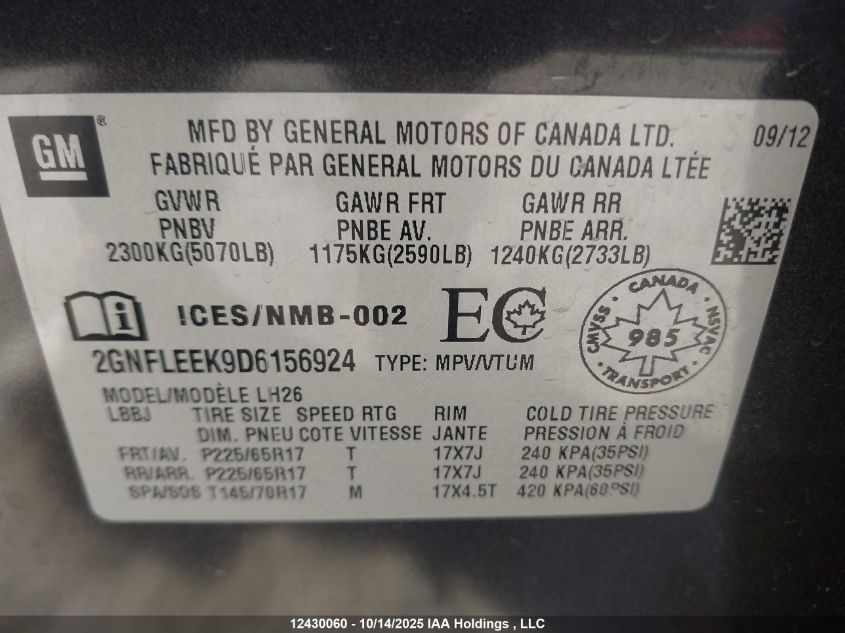 GM ®
MFD BY GENERAL MOTORS OF CANADA LTD. 09/12
FABRIQUÉ PAR GENERAL MOTORS DU CANADA LTÉE
GVWR GAWR FRT GAWR RR
PNBV PNBE AV. PNBE ARR.
2300KG(5070LB) 1175KG(2590LB) 1240KG(2733LB)
i !CES/NMB-002 EC
CANADA
CMVSS 985 NSVAC
TRANSPORT
2GNFLEEK9D6156924 TYPE: MPV/VTUM
MODEL/MODÈLE LH26
LBBJ TIRE SIZE SPEED RTG RIM COLD TIRE PRESSURE
DIM. PNEU COTE VITESSE JANTE PRESSION À FROID
FRT/AV. P225/65R17 T 17X7J 240 KPA(35PSI)
RR/ARR. P225/65R17 T 17X7J 240 KPA(35PSI)
SPA/SOS T145/70R17 M 17X4.5T 420 KPA(60PSI)
12430060 - 10/14/2025 IAA Holdings , LLC